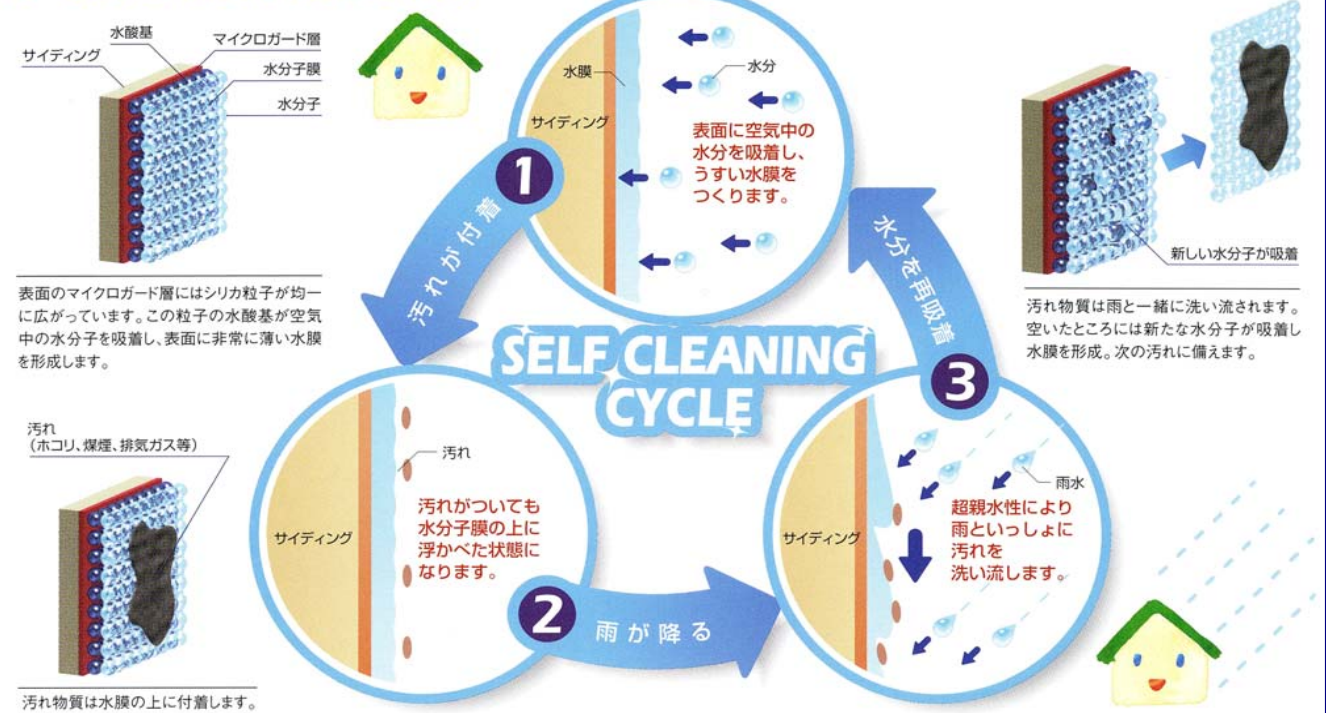 水酸基
マイクロガード層
サイディング
水分子膜
水分子
表面のマイクロガード層にはシリカ粒子が均一
に広がっています。この粒子の水酸基が空気
中の水分子を吸着し、表面に非常に薄い水膜
を形成します。
水膜
水分
サイディング
表面に空気中の
水分を吸着し、
うすい水膜を
つくります。
1
汚れが付着
新しい水分子が吸着
汚れ物質は雨と一緒に洗い流されます。
空いたところには新たな水分子が吸着し
水膜を形成。次の汚れに備えます。
水分を再吸着
3
SELF CLEANING
CYCLE
汚れ
(ホコリ、煤煙、排気ガス等)
汚れ物質は水膜の上に付着します。
汚れ
サイディング
汚れがついても
水分子膜の上に
浮かべた状態に
なります。
2
雨が降る
雨水
サイディング
超親水性により
雨といっしょに
汚れを
洗い流します。